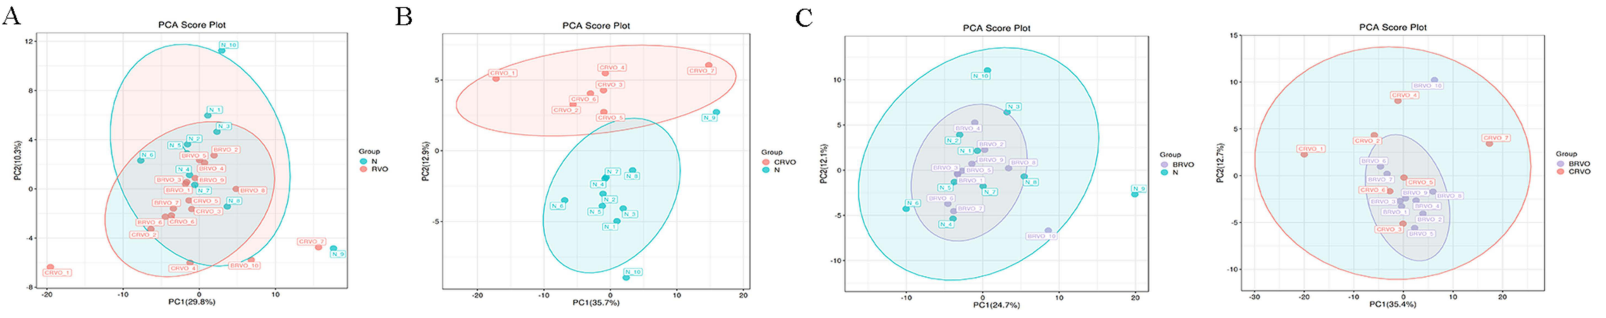 A
PCA Score Plot
12
8
4
0
-4
-8
-20
-10
0
10
PC1(29.8%)
PC2(10.3%)
N_10
N_1
N_3
N_2
N_5
N_6
BRVO_2
BRVO_5
BRVO_4
N_4
BRVO_3
BRVO_9
BRVO_1
N_7
BRVO_8
CRVO_5
BRVO_7
CRVO_3
N_8
BRVO_6
CRVO_6
CRVO_2
CRVO_7
N_9
CRVO_4
BRVO_10
CRVO_1
Group
N
RVO
B
PCA Score Plot
5
0
-5
-20
-10
0
10
20
PC1(35.7%)
PC2(12.9%)
CRVO_1
CRVO_4
CRVO_7
CRVO_3
CRVO_6
CRVO_2
CRVO_5
N_9
N_7
N_8
N_4
N_2
N_6
N_5
N_3
N_1
N_10
Group
CRVO
N
C
PCA Score Plot
10
5
0
-5
-10
-10
0
10
20
PC1(24.7%)
PC2(12.1%)
N_10
N_3
BRVO_4
N_2
BRVO_2
N_1
BRVO_9
BRVO_8
BRVO_5
BRVO_1
N_5
N_7
N_8
N_9
N_6
BRVO_6
BRVO_7
N_4
BRVO_10
Group
BRVO
N
PCA Score Plot
15
10
5
0
-5
-10
-30
-20
-10
0
10
20
PC1(35.4%)
PC2(12.7%)
BRVO_10
CRVO_4
CRVO_2
CRVO_7
CRVO_1
BRVO_6
BRVO_7
CRVO_5
CRVO_6
BRVO_9
BRVO_8
BRVO_3
BRVO_4
BRVO_1
BRVO_2
CRVO_3
BRVO_5
Group
BRVO
CRVO